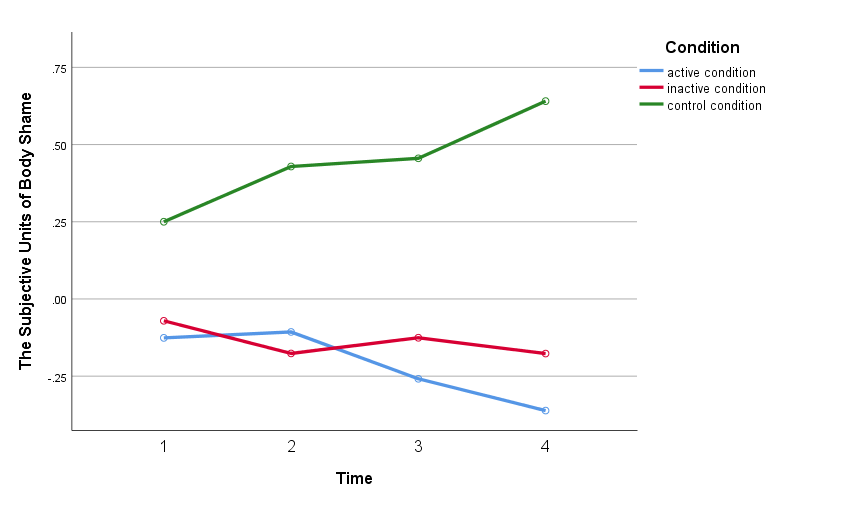 Condition
active condition
inactive condition
control condition
The Subjective Units of Body Shame
.75
.50
.25
.00
-.25
1 2 3 4
Time